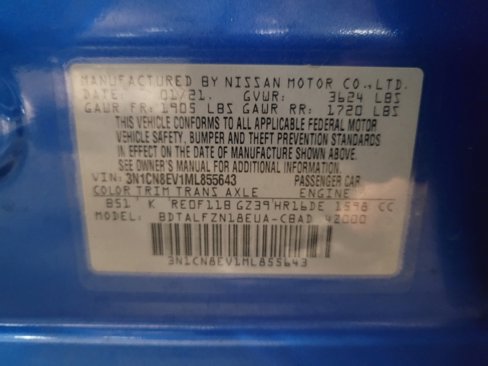 MANUFACTURED BY NISSAN MOTOR CO.,LTD.
DATE: 01/21. GVWR: 3624 LBS
GAWR FR: 1905 LBS GAWR RR: 1720 LBS
THIS VEHICLE CONFORMS TO ALL APPLICABLE FEDERAL MOTOR
VEHICLE SAFETY, BUMPER AND THEFT PREVENTION STANDARDS
IN EFFECT ON THE DATE OF MANUFACTURE SHOWN ABOVE.
SEE OWNER'S MANUAL FOR ADDITIONAL INFORMATION.
VIN: 3N1CN8EV1ML855643 PASSENGER CAR
COLOR TRIM TRANS AXLE ENGINE
B51 K RE0F11B GZ39 HR16DE 1598 CC
MODEL: BDTALFZN18EUA-CBAD 42000
3N1CN8EV1ML855643